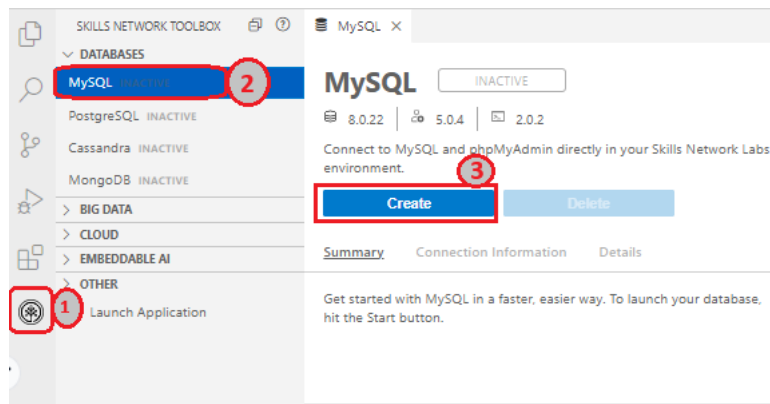 SKILLS NETWORK TOOLBOX
DATABASES
MySQL INACTIVE 2
PostgreSQL INACTIVE
Cassandra INACTIVE
MongoDB INACTIVE
BIG DATA
CLOUD
EMBEDDABLE AI
OTHER
1 Launch Application
MySQL
MySQL INACTIVE
8.0.22 5.0.4 2.0.2
Connect to MySQL and phpMyAdmin directly in your Skills Network Labs
environment.
3
Create Delete
Summary Connection Information Details
Get started with MySQL in a faster, easier way. To launch your database,
hit the Start button.